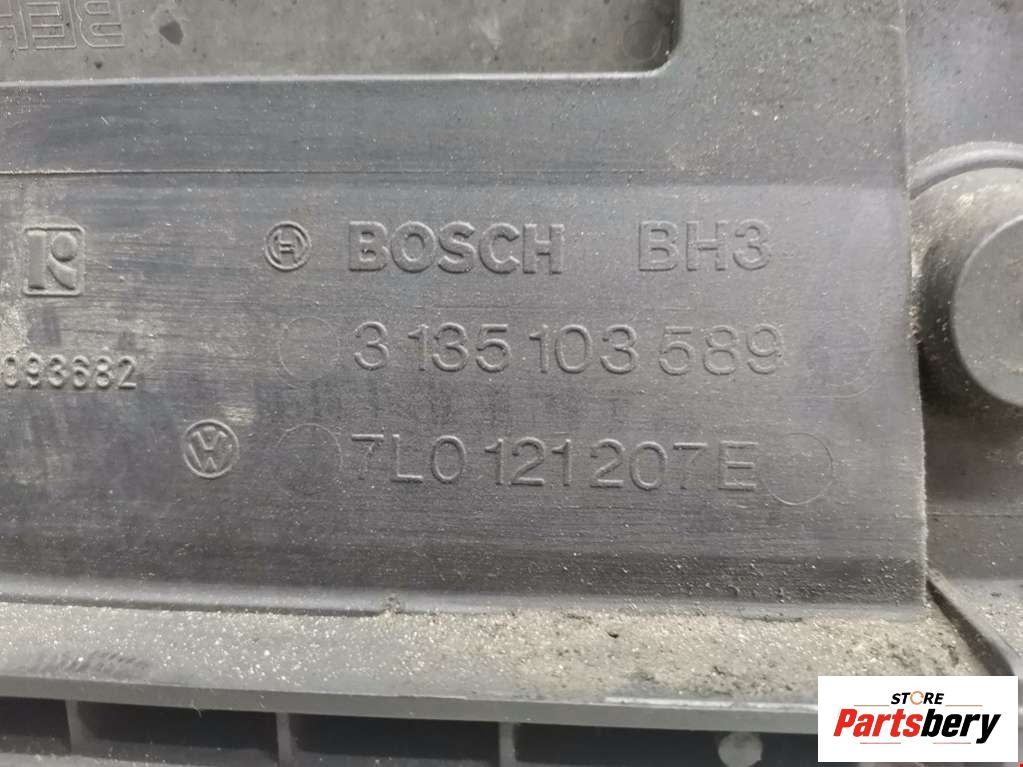 BOSCH BH3
3 135 103 589
093682
7L0 121 207 E
STORE
Partsbery